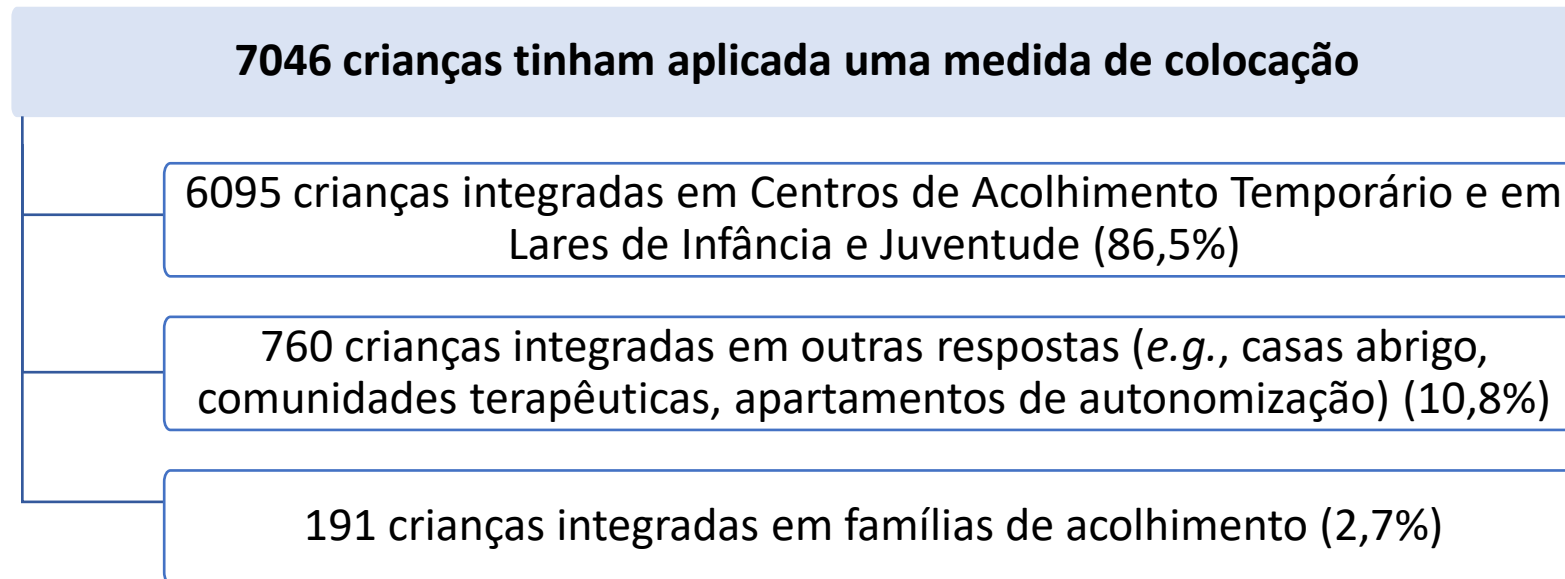 7046 crianças tinham aplicada uma medida de colocação
6095 crianças integradas em Centros de Acolhimento Temporário e em
Lares de Infância e Juventude (86,5%)
760 crianças integradas em outras respostas (e.g., casas abrigo,
comunidades terapêuticas, apartamentos de autonomização) (10,8%)
191 crianças integradas em famílias de acolhimento (2,7%)